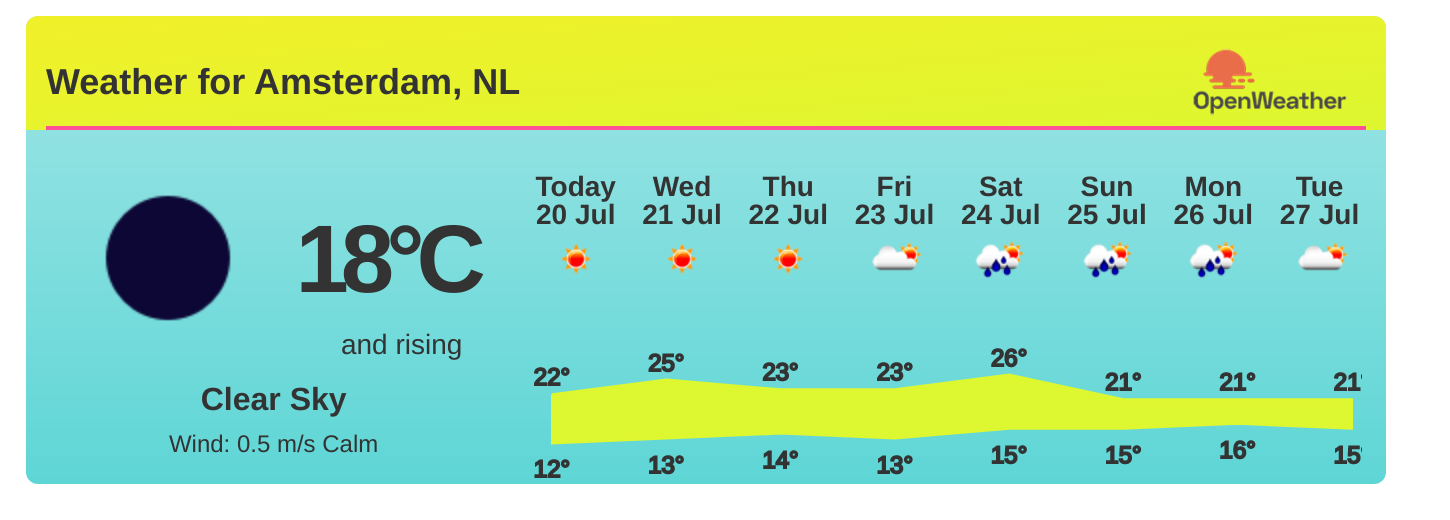 Weather for Amsterdam, NL
OpenWeather
18°C
and rising
Clear Sky
Wind: 0.5 m/s Calm
Today Wed Thu Fri Sat Sun Mon Tue
20 Jul 21 Jul 22 Jul 23 Jul 24 Jul 25 Jul 26 Jul 27 Jul
22° 25° 23° 23° 26° 21° 21° 21°
12° 13° 14° 13° 15° 15° 16° 15°